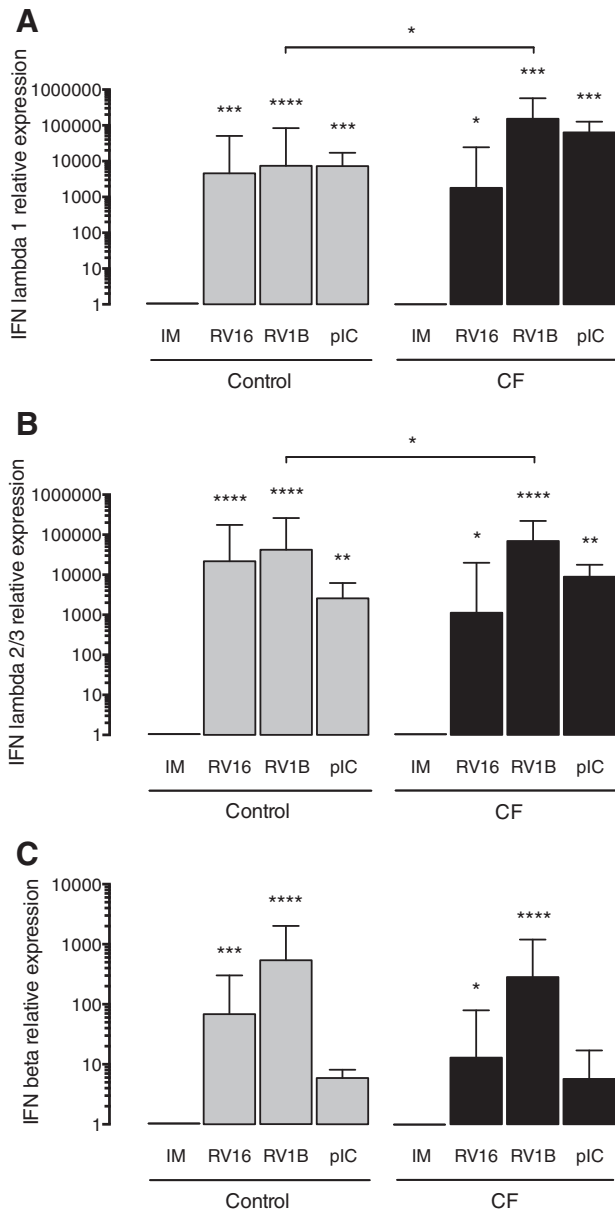 A
*
IFN lambda 1 relative expression
1000000
100000
10000
1000
100
10
1
*** **** *** * *** ***
IM RV16 RV1B pIC IM RV16 RV1B pIC
Control CF
B
*
IFN lambda 2/3 relative expression
1000000
100000
10000
1000
100
10
1
**** **** ** * **** **
IM RV16 RV1B pIC IM RV16 RV1B pIC
Control CF
C
IFN beta relative expression
10000
1000
100
10
1
*** **** * ****
IM RV16 RV1B pIC IM RV16 RV1B pIC
Control CF